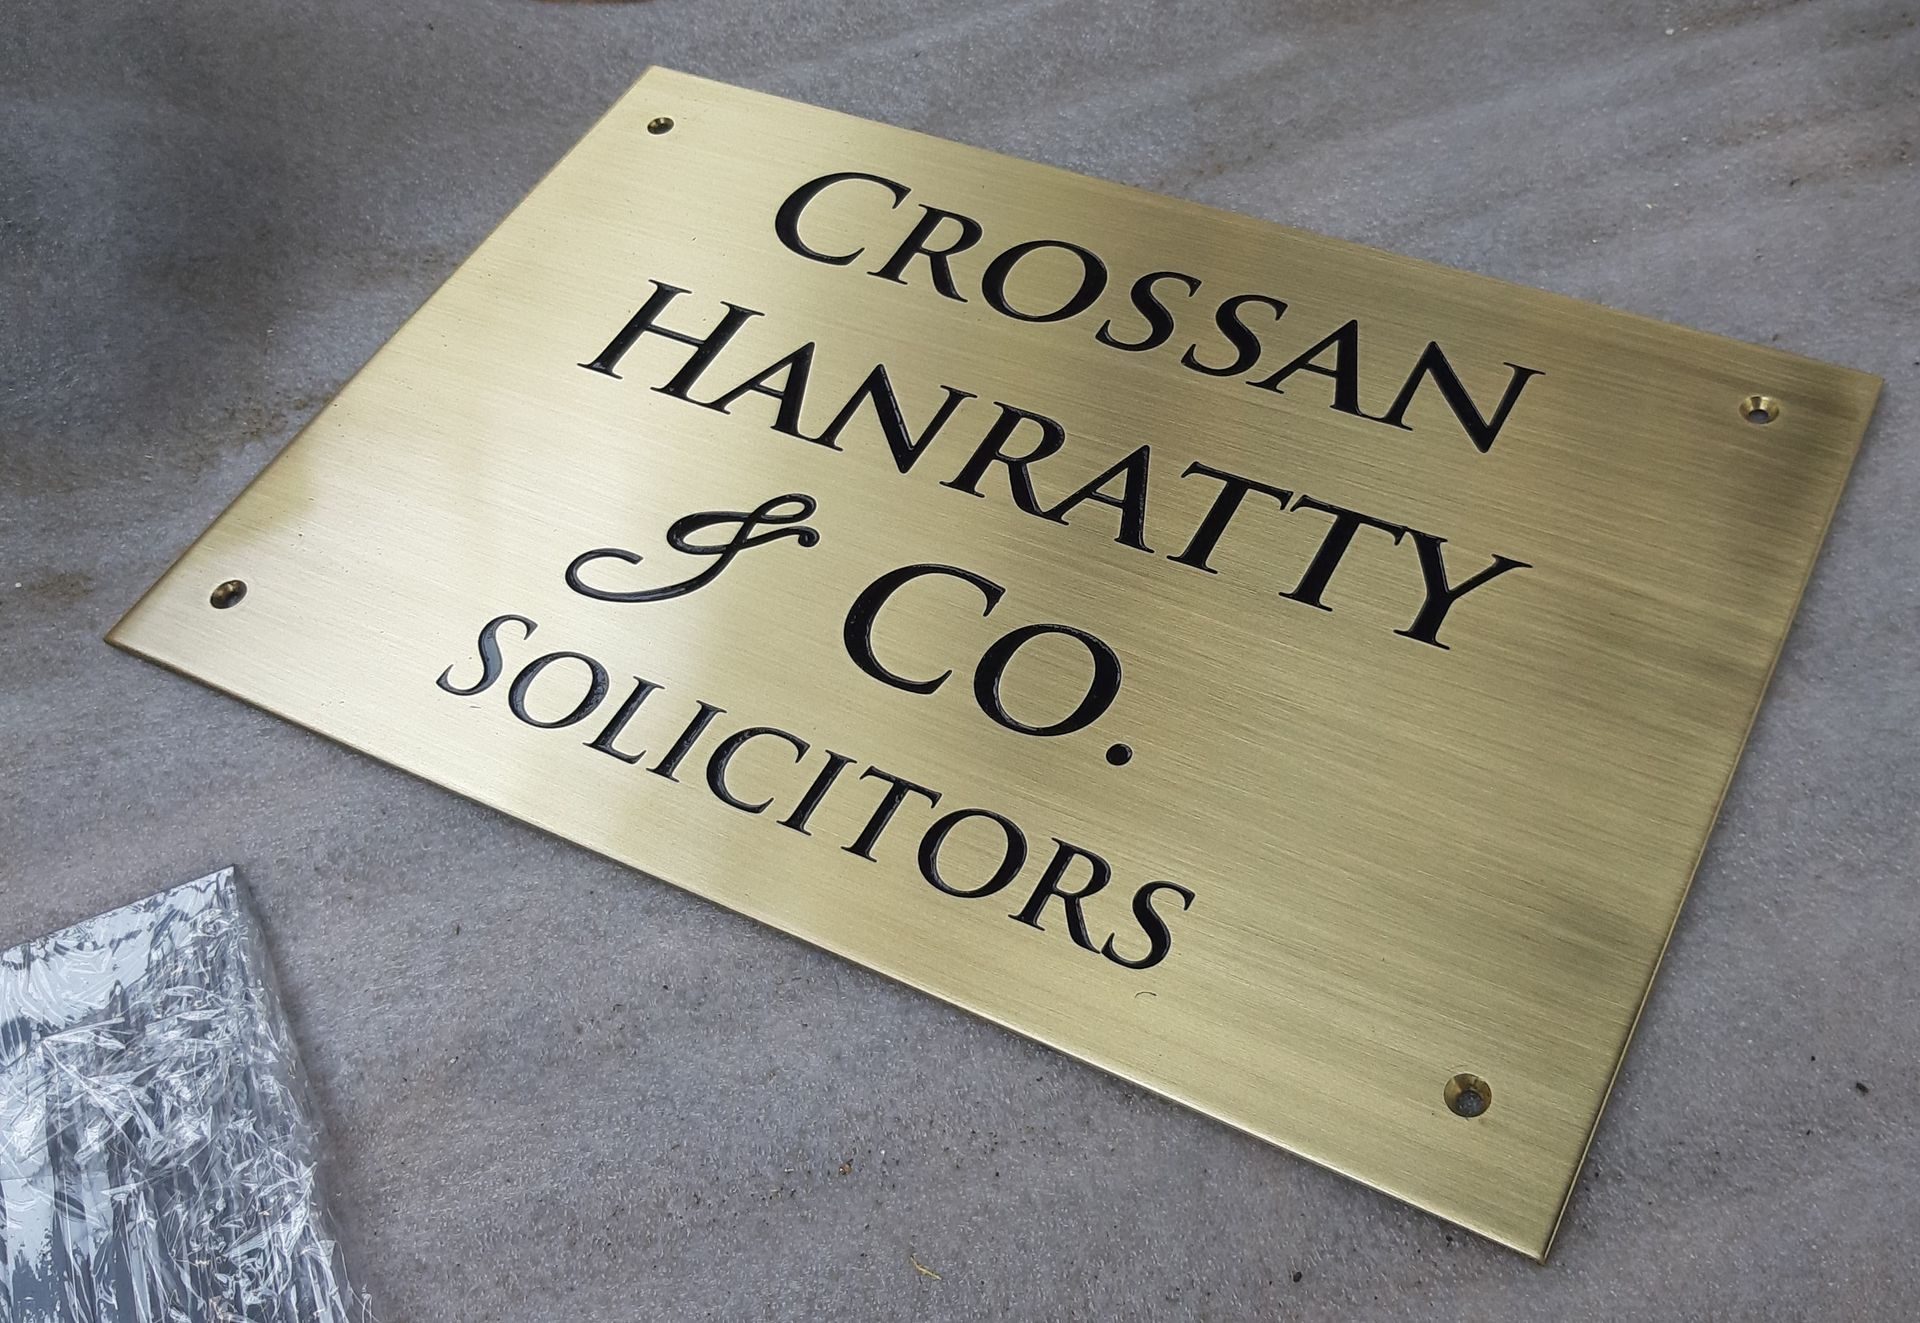 CROSSAN
HANRATTY
& CO.
SOLICITORS